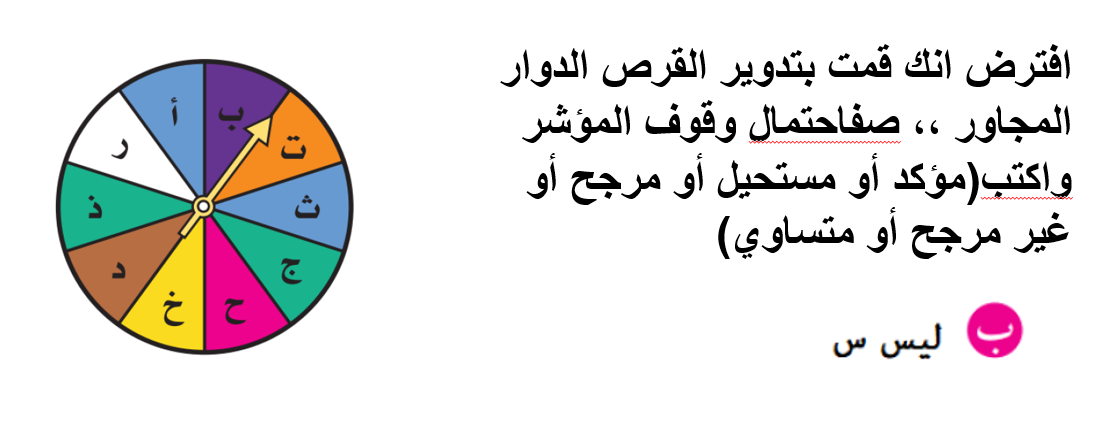 افترض انك قمت بتدوير القرص الدوار
المجاور ،، صفاحتمال وقوف المؤشر
واكتب(مؤكد أو مستحيل أو مرجح أو
غير مرجح أو متساوي)
ب ليس س
أ
ب
ت
ث
ج
ح
خ
د
ذ
ر